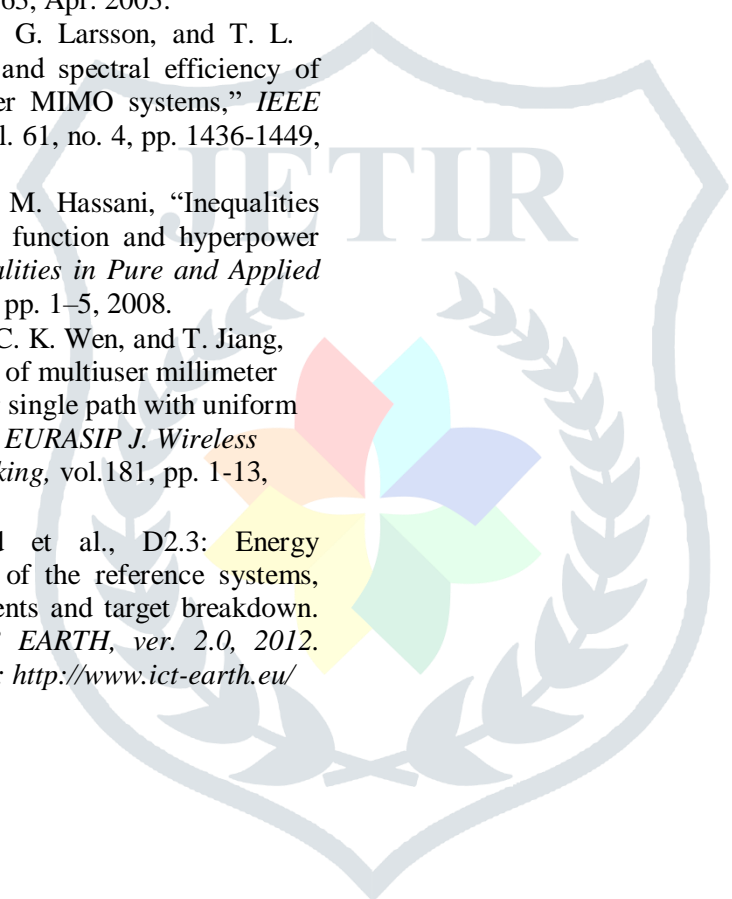 65, Apr. 2003.
G. Larsson, and T. L.
and spectral efficiency of
er MIMO systems,” IEEE
l. 61, no. 4, pp. 1436-1449,
M. Hassani, “Inequalities
function and hyperpower
alities in Pure and Applied
pp. 1–5, 2008.
C. K. Wen, and T. Jiang,
of multiuser millimeter
single path with uniform
EURASIP J. Wireless
king, vol.181, pp. 1-13,
d et al., D2.3: Energy
of the reference systems,
ents and target breakdown.
EARTH, ver. 2.0, 2012.
: http://www.ict-earth.eu/
JETIR